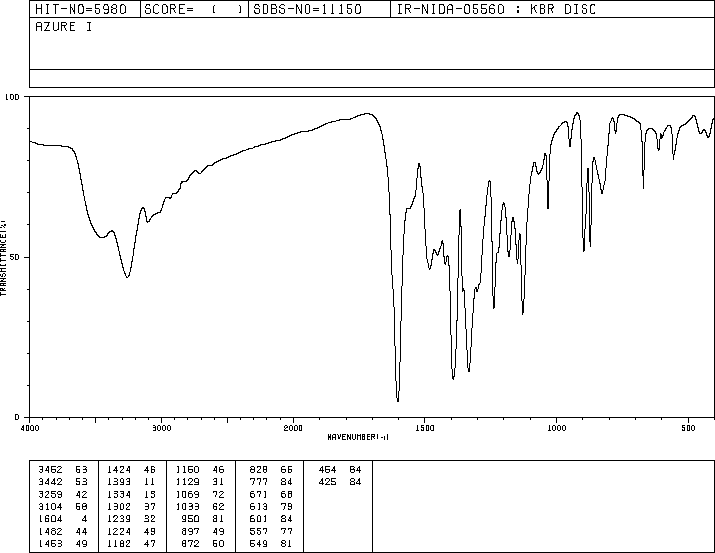 HIT-NO=5980 SCORE= ( ) SDBS-NO=11150 IR-NIDA-05560 : KBR DISC
AZURE I
100
50
0
TRANSMITTANCE(%)
4000 3000 2000 1500 1000 500
WAVENUMBER(-1)
3452 53 1424 46 1150 46 828 66 454 84
3442 53 1393 11 1129 31 777 84 425 84
3259 42 1334 13 1069 72 671 68
3104 58 1302 37 1033 62 613 79
1604 4 1239 32 950 81 601 84
1482 44 1224 49 897 49 557 77
1453 49 1182 47 872 50 549 81